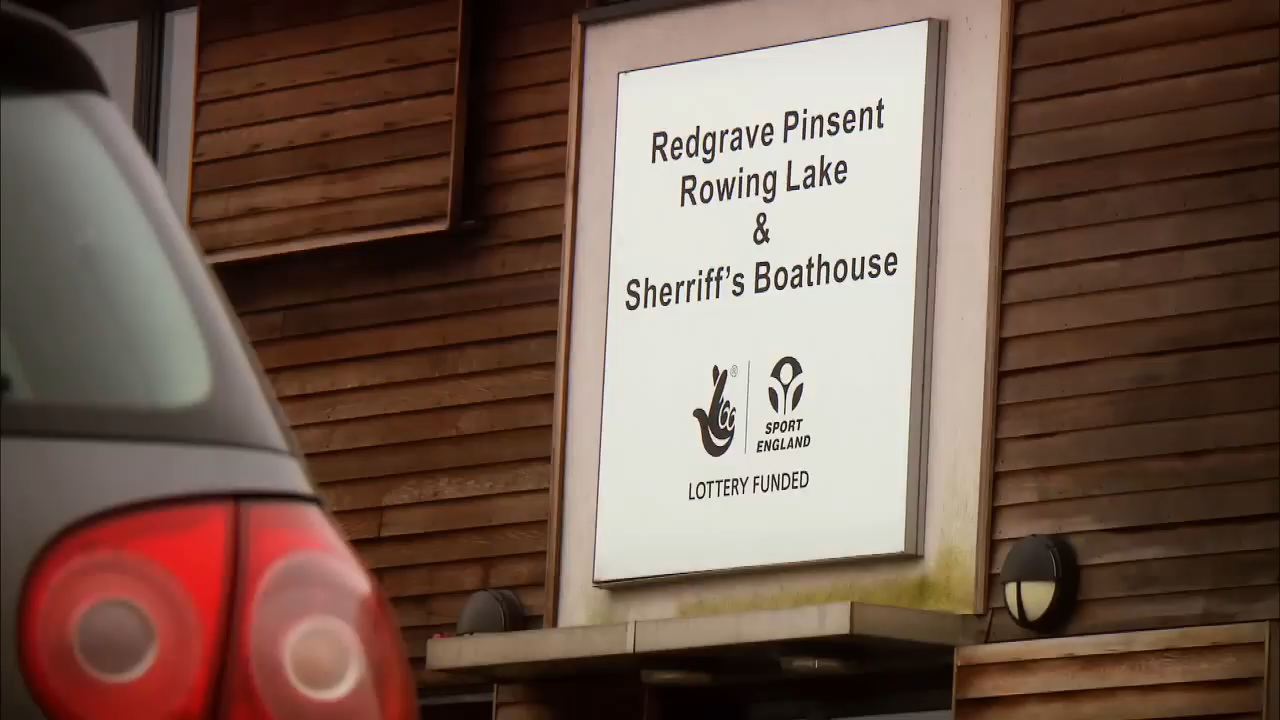 Redgrave Pinsent
Rowing Lake
&
Sherriff's Boathouse
®
SPORT
ENGLAND
LOTTERY FUNDED